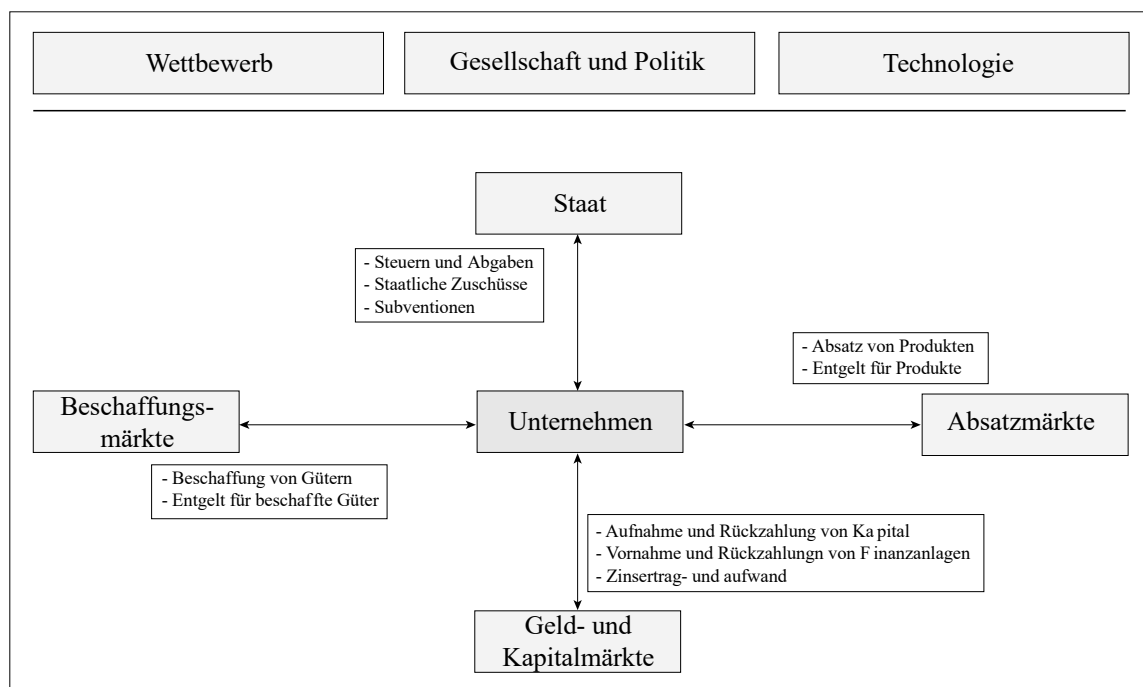 Wettbewerb
Gesellschaft und Politik
Technologie
Staat
- Steuern und Abgaben
- Staatliche Zuschüsse
- Subventionen
- Absatz von Produkten
- Entgelt für Produkte
Beschaffungs-
märkte
Unternehmen
Absatzmärkte
- Beschaffung von Gütern
- Entgelt für beschaffte Güter
- Aufnahme und Rückzahlung von Ka pital
- Vornahme und Rückzahlungn von F inanzanlagen
- Zinsertrag- und aufwand
Geld- und
Kapitalmärkte